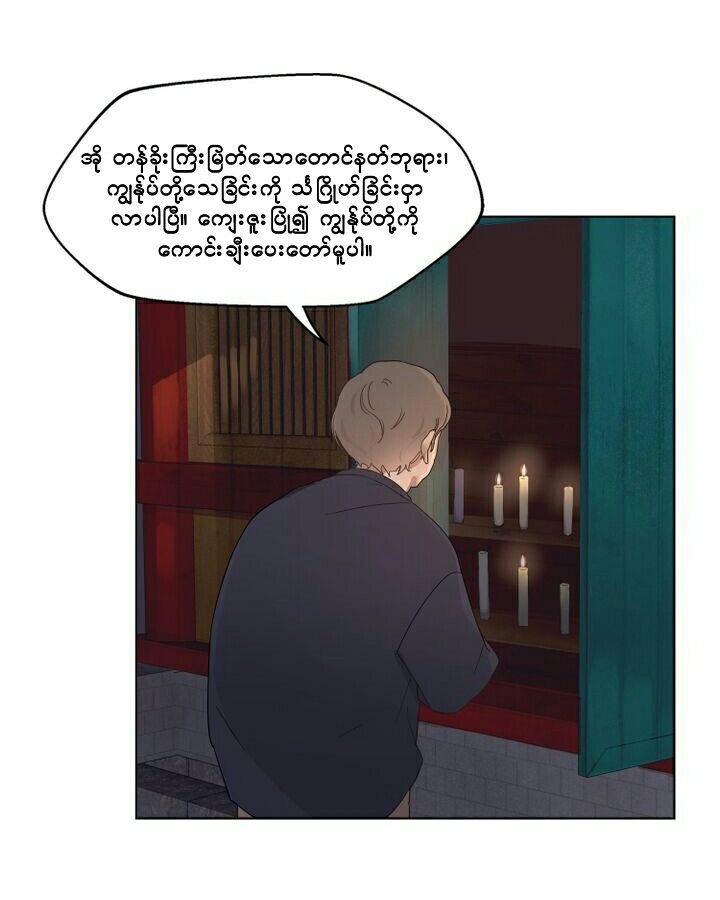 အို တန်ခိုးကြီးမြတ်သောတောင်နတ်ဘုရား၊
ကျွန်ုပ်တို့သေခြင်းကို သင်္ဂြိုဟ်ခြင်းငှာ
လာပါပြီ။ ကျေးဇူးပြု၍ ကျွန်ုပ်တို့ကို
ကောင်းချီးပေးတော်မူပါ။